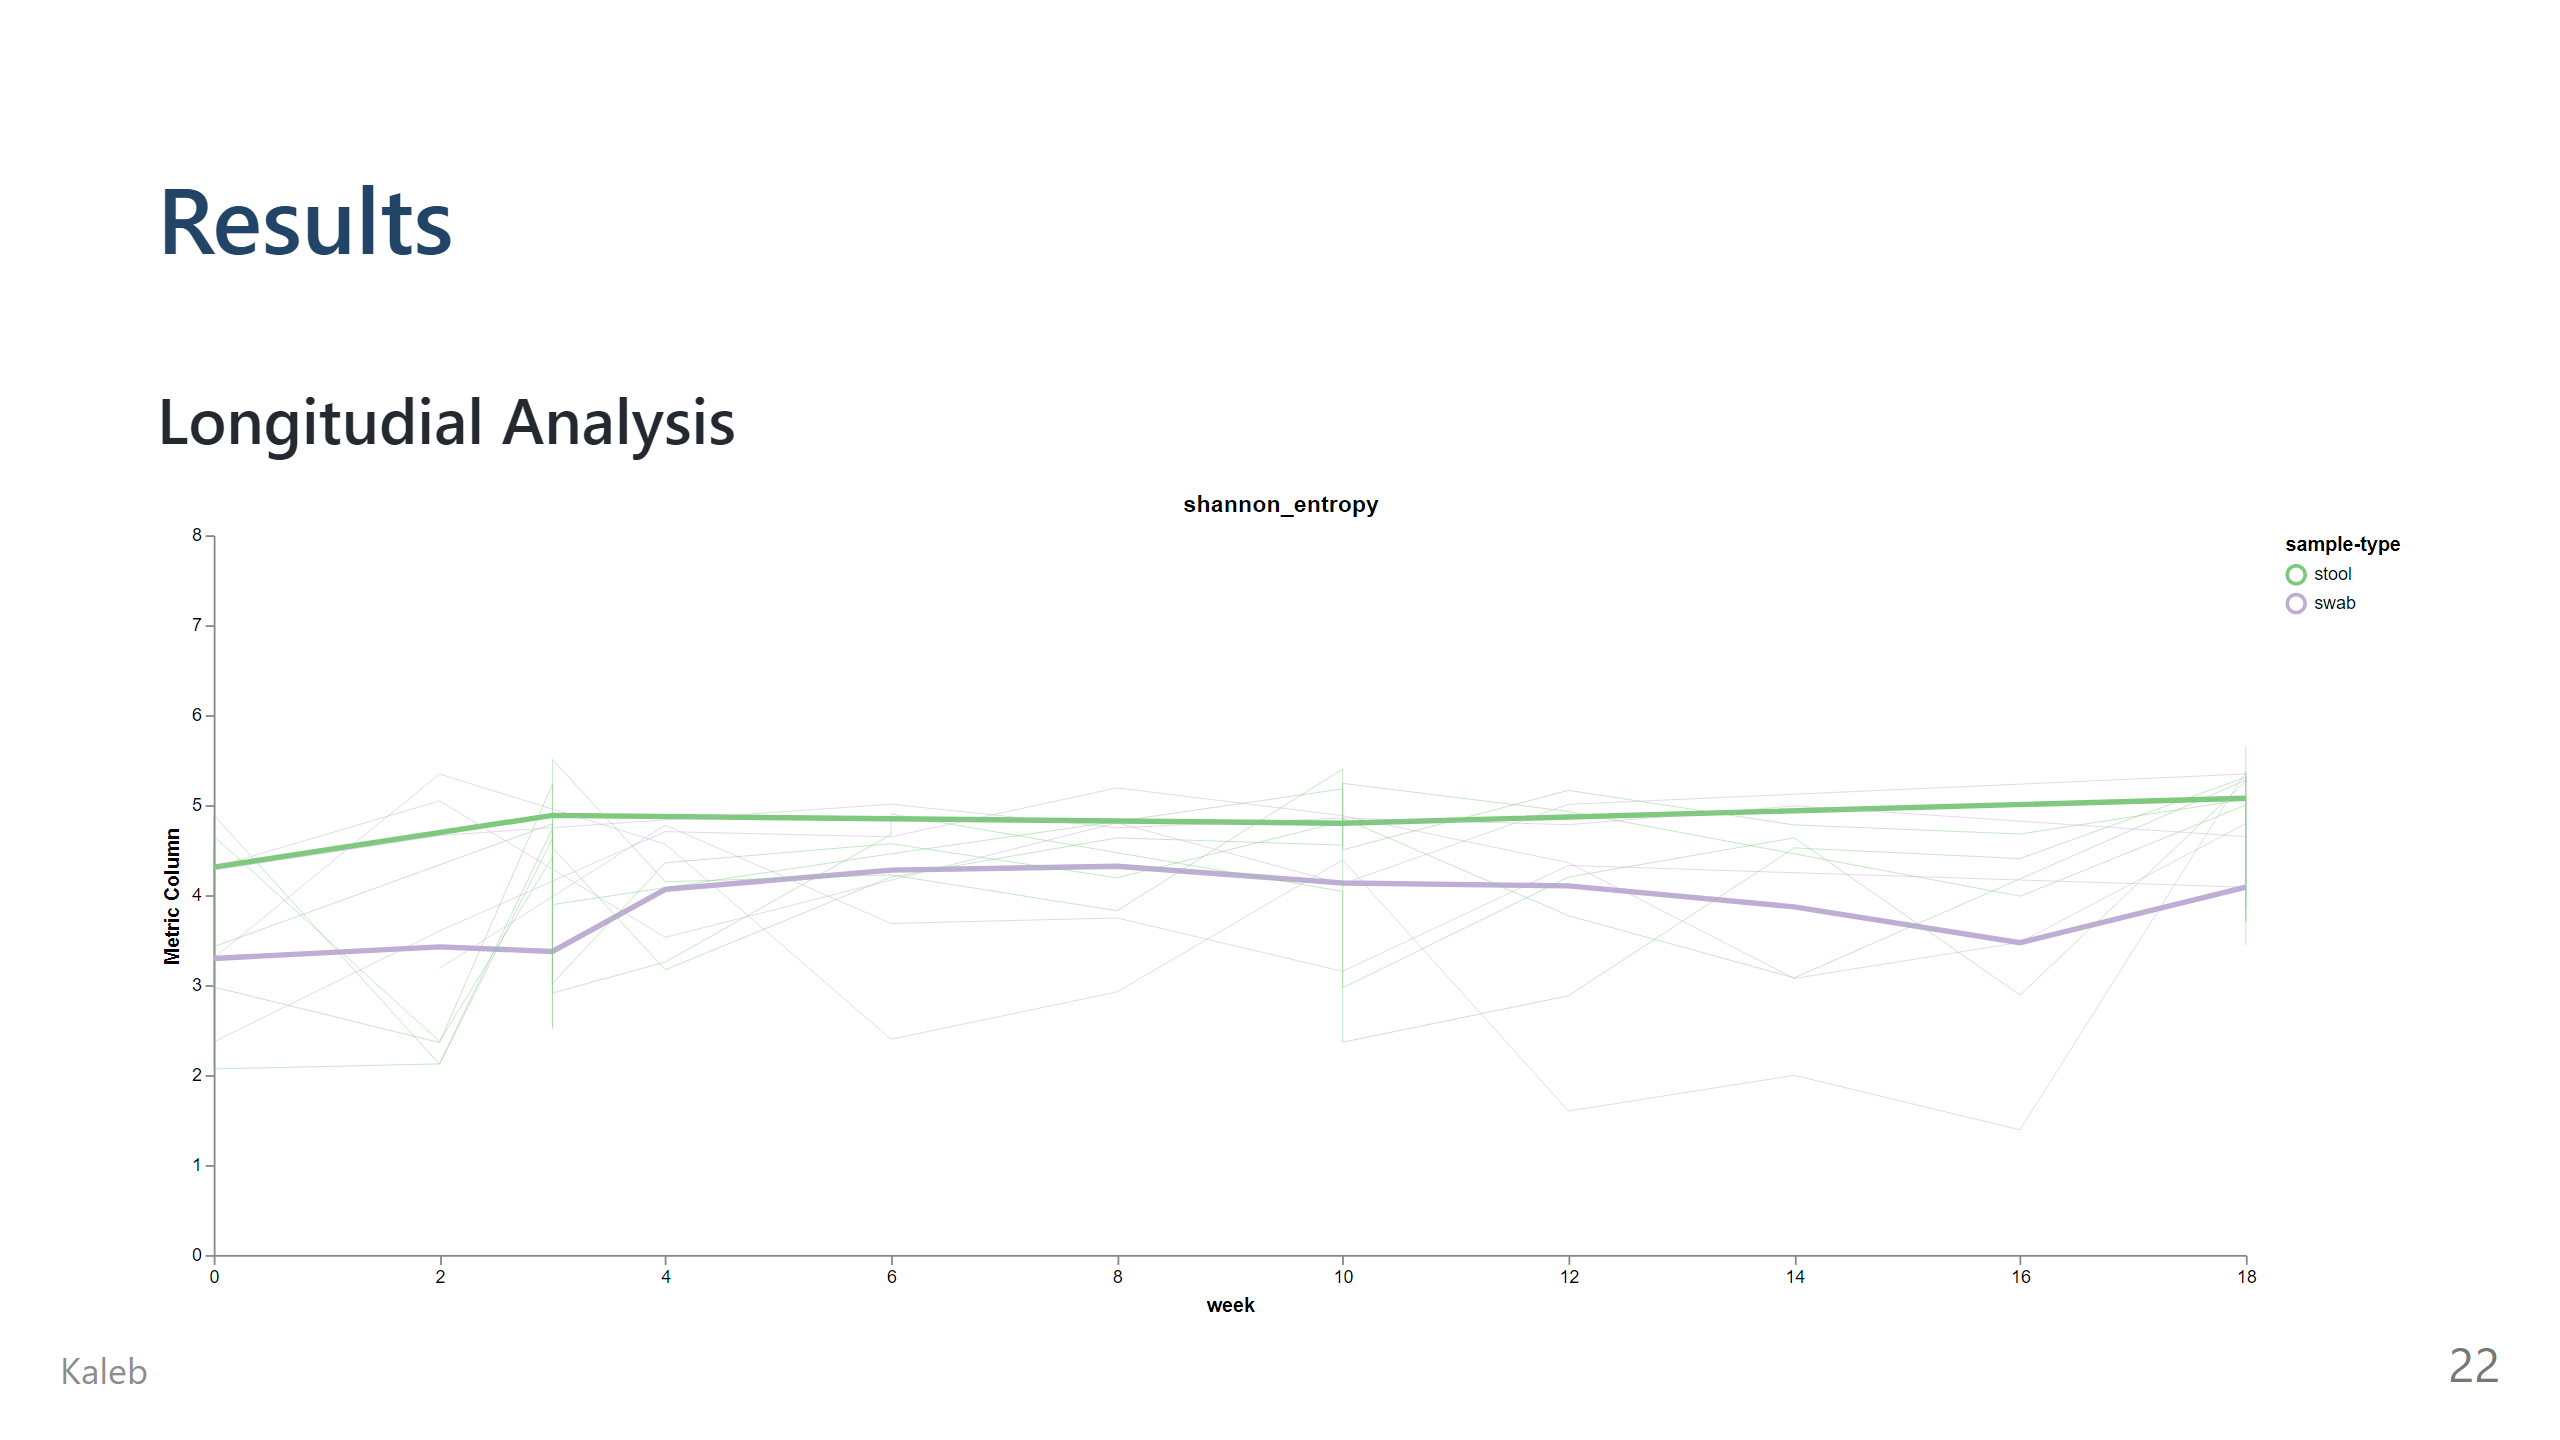 Results
Longitudial Analysis
shannon_entropy
8
7
6
5
4
3
2
1
0
Metric Column
0 2 4 6 8 10 12 14 16 18
week
sample-type
stool
swab
Kaleb
22